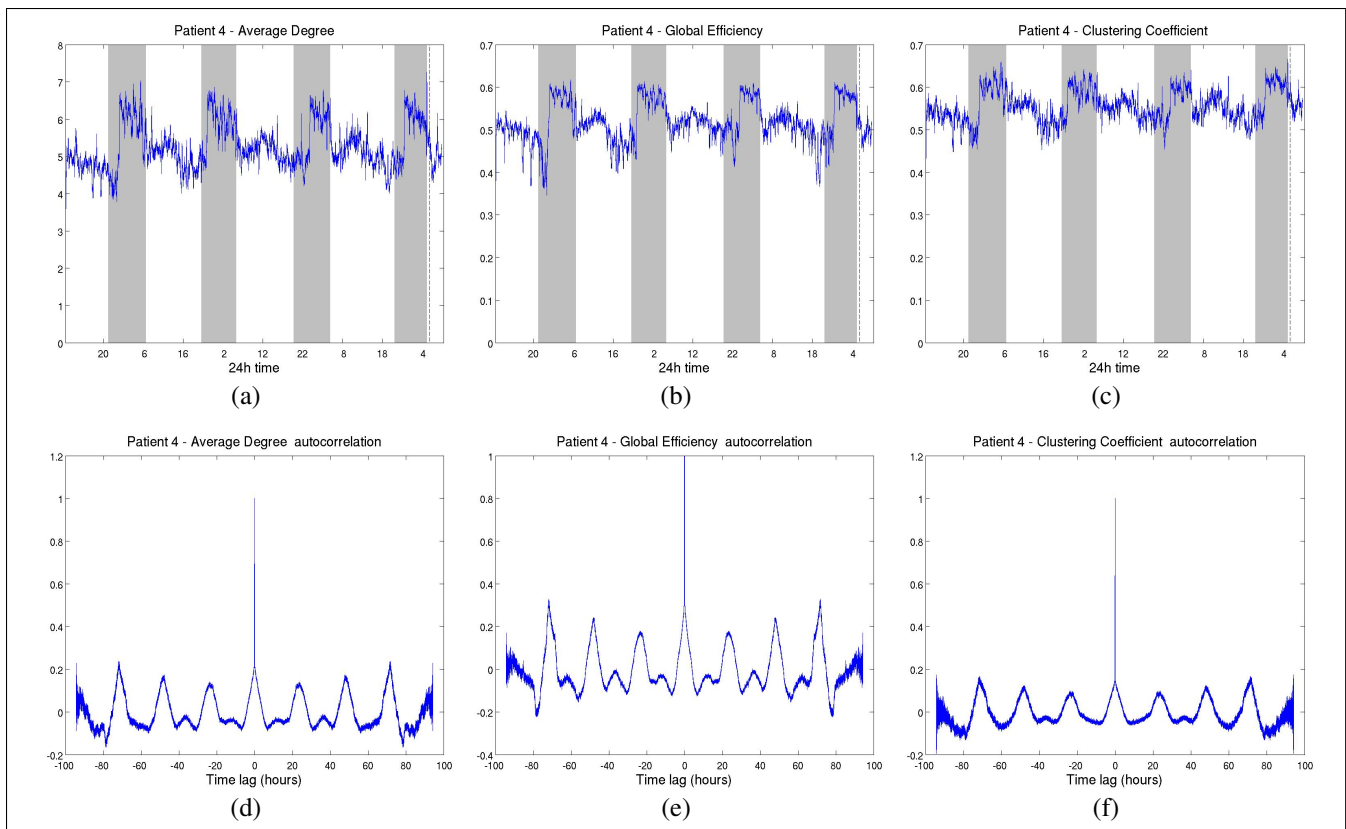 Patient 4 - Average Degree
8
7
6
5
4
3
2
1
0
20 6 16 2 12 22 8 18 4
24h time
(a)
Patient 4 - Global Efficiency
0.7
0.6
0.5
0.4
0.3
0.2
0.1
0
20 6 16 2 12 22 8 18 4
24h time
(b)
Patient 4 - Clustering Coefficient
0.7
0.6
0.5
0.4
0.3
0.2
0.1
0
20 6 16 2 12 22 8 18 4
24h time
(c)
Patient 4 - Average Degree autocorrelation
1.2
1
0.8
0.6
0.4
0.2
0
-0.2
-100 -80 -60 -40 -20 0 20 40 60 80 100
Time lag (hours)
(d)
Patient 4 - Global Efficiency autocorrelation
1
0.8
0.6
0.4
0.2
0
-0.2
-0.4
-100 -80 -60 -40 -20 0 20 40 60 80 100
Time lag (hours)
(e)
Patient 4 - Clustering Coefficient autocorrelation
1.2
1
0.8
0.6
0.4
0.2
0
-0.2
-100 -80 -60 -40 -20 0 20 40 60 80 100
Time lag (hours)
(f)